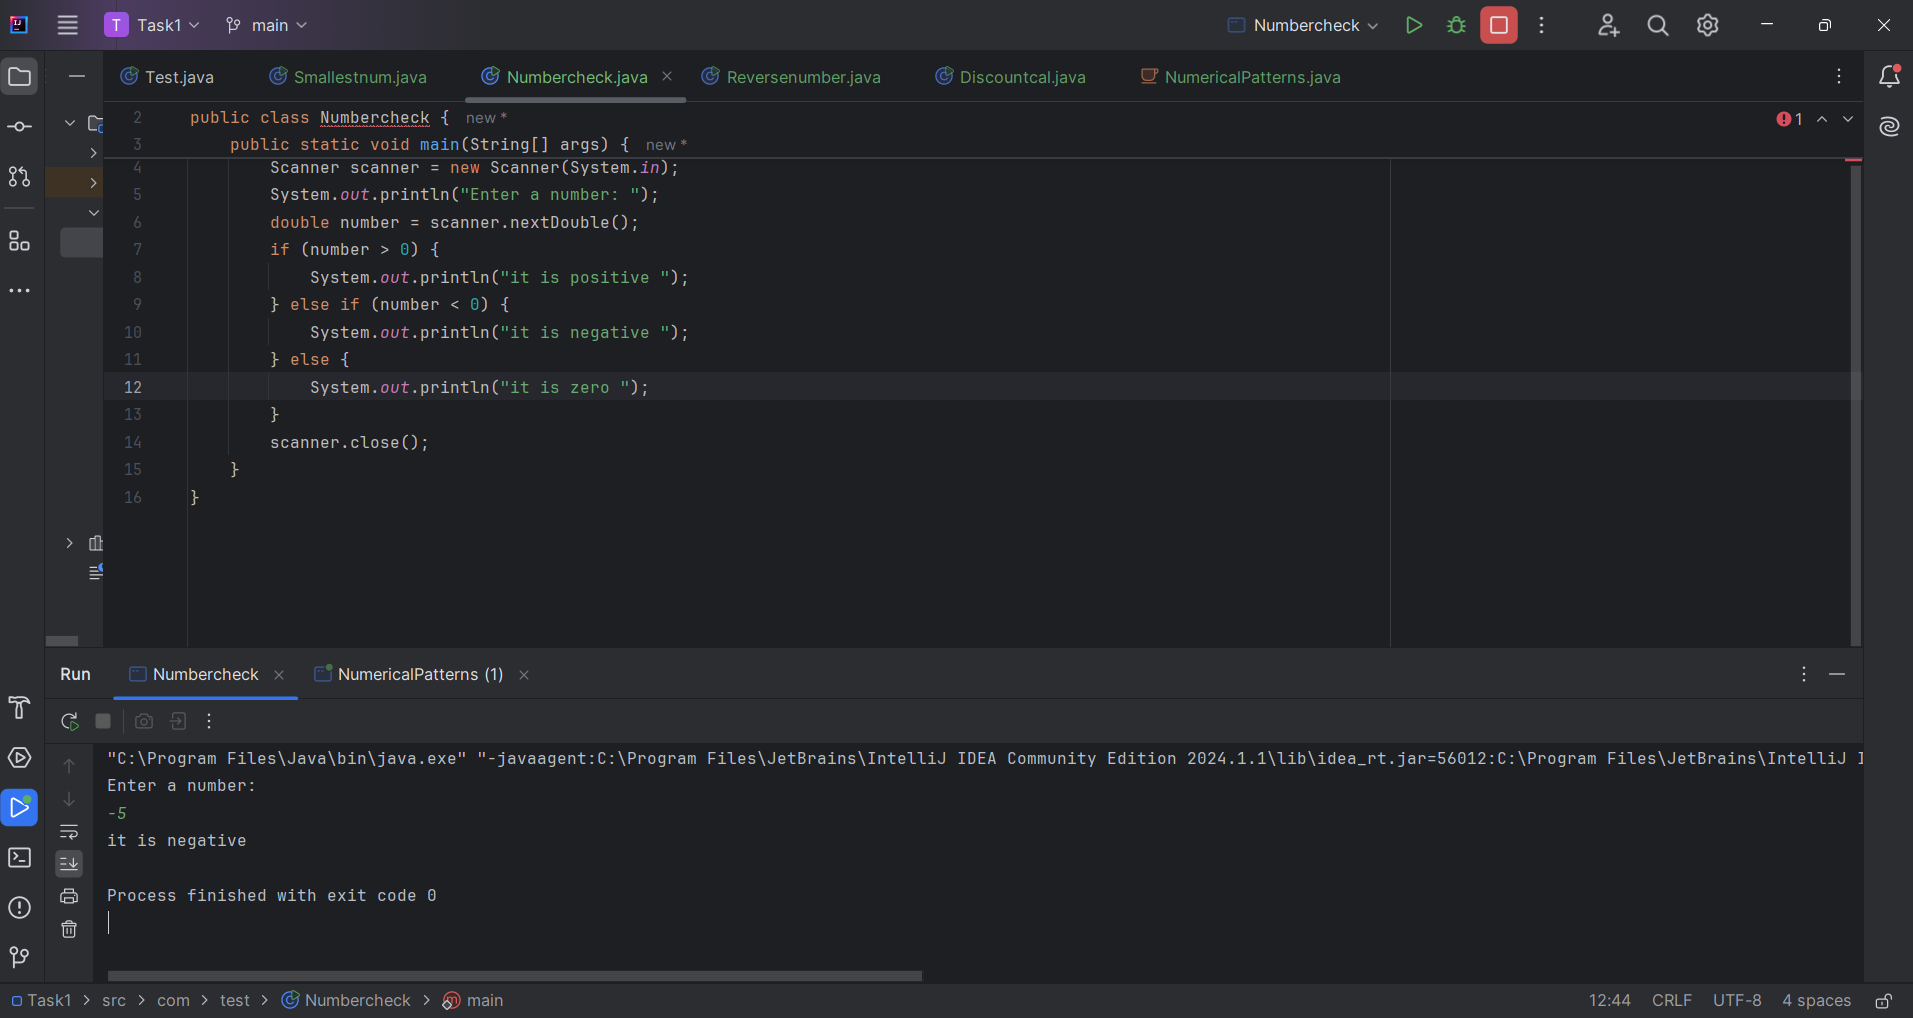 T Task1 main Numbercheck
Test.java Smallestnum.java Numbercheck.java Reversenumber.java Discountcal.java NumericalPatterns.java
2 public class Numbercheck { new *
1
3 public static void main(String[] args) { new *
4 Scanner scanner = new Scanner(System.in);
5 System.out.println("Enter a number: ");
6 double number = scanner.nextDouble();
7 if (number > 0) {
8 System.out.println("it is positive ");
9 } else if (number < 0) {
10 System.out.println("it is negative ");
11 } else {
12 System.out.println("it is zero ");
13 }
14 scanner.close();
15 }
16 }
Run Numbercheck NumericalPatterns (1)
"C:\Program Files\Java\bin\java.exe" "-javaagent:C:\Program Files\JetBrains\IntelliJ IDEA Community Edition 2024.1.1\lib\idea_rt.jar=56012:C:\Program Files\JetBrains\IntelliJ I
Enter a number:
-5
it is negative
Process finished with exit code 0
Task1 > src > com > test > Numbercheck > main 12:44 CRLF UTF-8 4 spaces